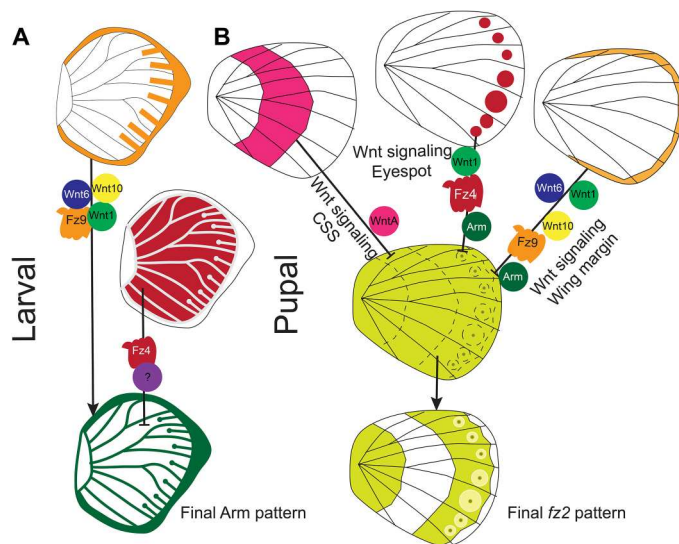 A
B
Larval
Wnt6
Wnt10
Fz9
Wnt1
Fz4
?
Final Arm pattern
Pupal
Wnt signaling
CSS
WntA
Wnt signaling
Eyespot
Wnt1
Fz4
Arm
Wnt6
Wnt1
Wnt10
Fz9
Arm
Wnt signaling
Wing margin
Final fz2 pattern